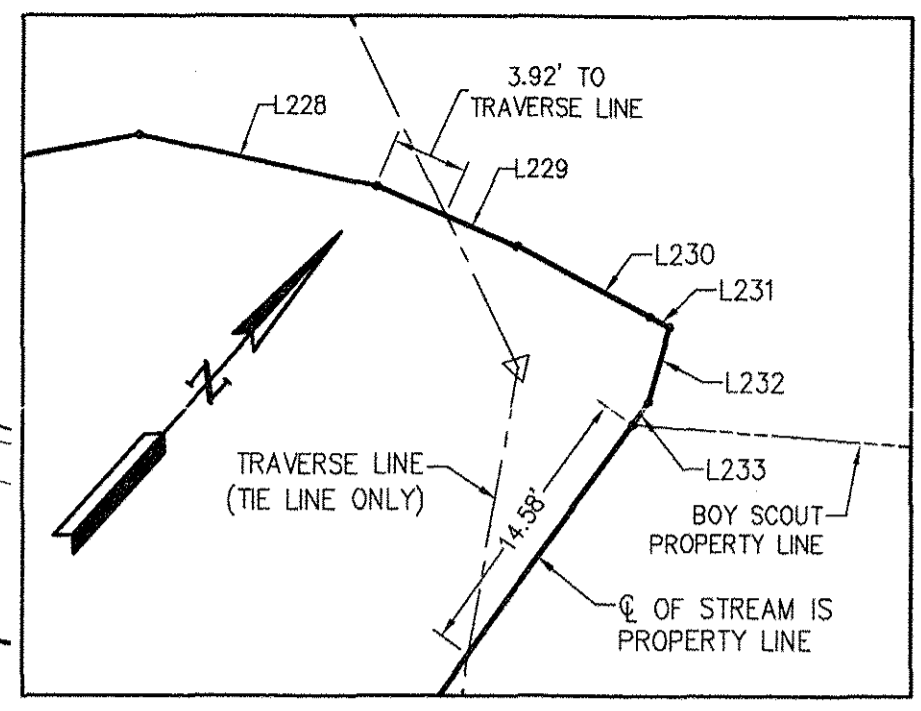 3.92' TO
TRAVERSE LINE
L228
L229
L230
L231
N
L232
TRAVERSE LINE
(TIE LINE ONLY)
14.58'
L233
BOY SCOUT
PROPERTY LINE
℄ OF STREAM IS
PROPERTY LINE